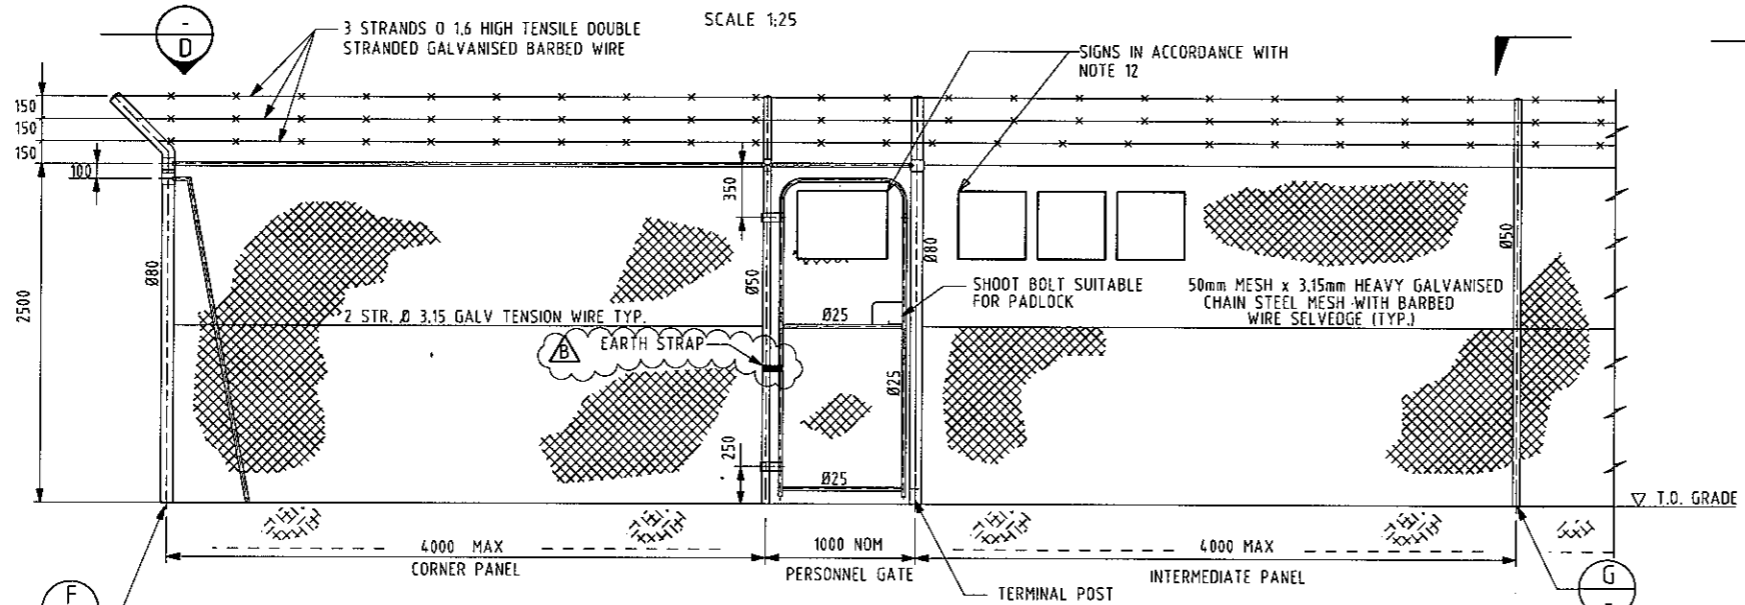 -
D
3 STRANDS O 1,6 HIGH TENSILE DOUBLE
STRANDED GALVANISED BARBED WIRE
SCALE 1:25
SIGNS IN ACCORDANCE WITH
NOTE 12
150
150
150
100
350
2500
Ø80
Ø50
Ø80
Ø50
SHOOT BOLT SUITABLE
FOR PADLOCK
50mm MESH x 3.15mm HEAVY GALVANISED
CHAIN STEEL MESH WITH BARBED
WIRE SELVEDGE (TYP.)
2 STR. Ø 3,15 GALV TENSION WIRE TYP.
Ø25
B
EARTH STRAP
Ø25
250
Ø25
T.O. GRADE
4000 MAX
CORNER PANEL
1000 NOM
PERSONNEL GATE
4000 MAX
INTERMEDIATE PANEL
TERMINAL POST
F
G
-